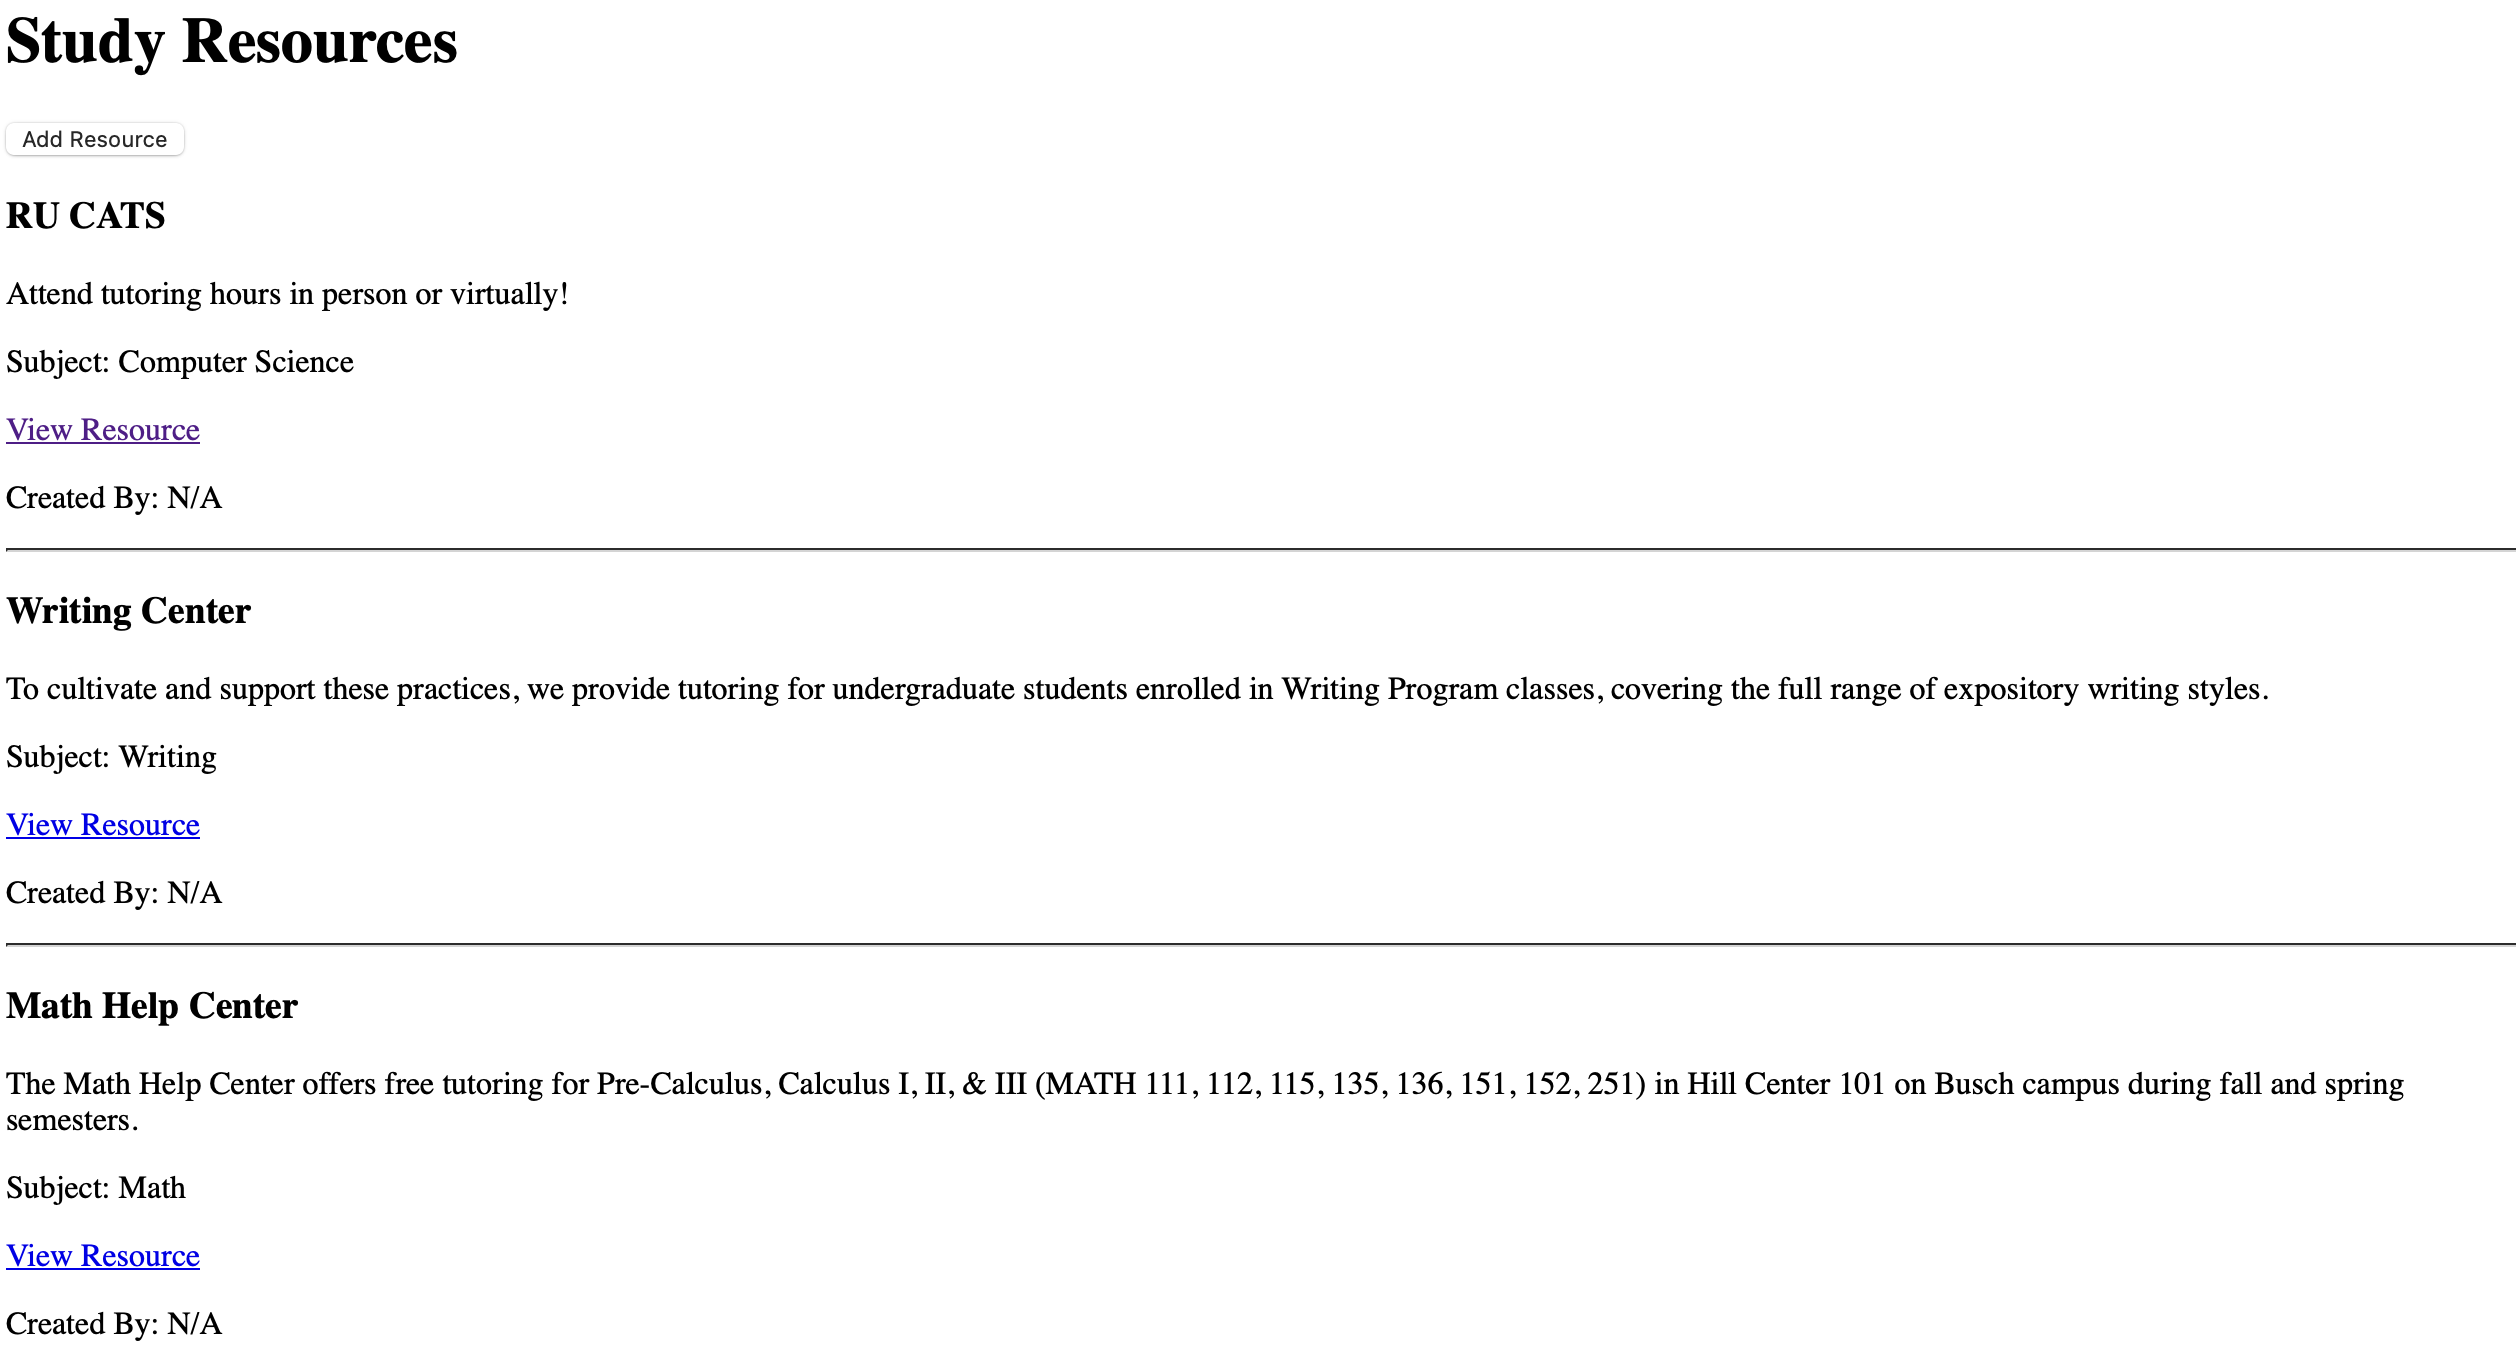 Study Resources
Add Resource
RU CATS
Attend tutoring hours in person or virtually!
Subject: Computer Science
View Resource
Created By: N/A
Writing Center
To cultivate and support these practices, we provide tutoring for undergraduate students enrolled in Writing Program classes, covering the full range of expository writing styles.
Subject: Writing
View Resource
Created By: N/A
Math Help Center
The Math Help Center offers free tutoring for Pre-Calculus, Calculus I, II, & III (MATH 111, 112, 115, 135, 136, 151, 152, 251) in Hill Center 101 on Busch campus during fall and spring
semesters.
Subject: Math
View Resource
Created By: N/A